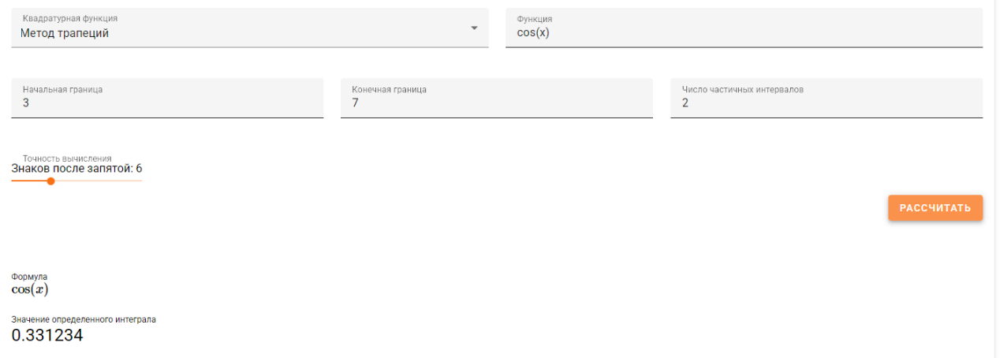 Квадратурная функция
Метод трапеций
Функция
cos(x)
Начальная граница
3
Конечная граница
7
Число частичных интервалов
2
Точность вычисления
Знаков после запятой: 6
РАССЧИТАТЬ
Формула
cos(x)
Значение определенного интеграла
0.331234